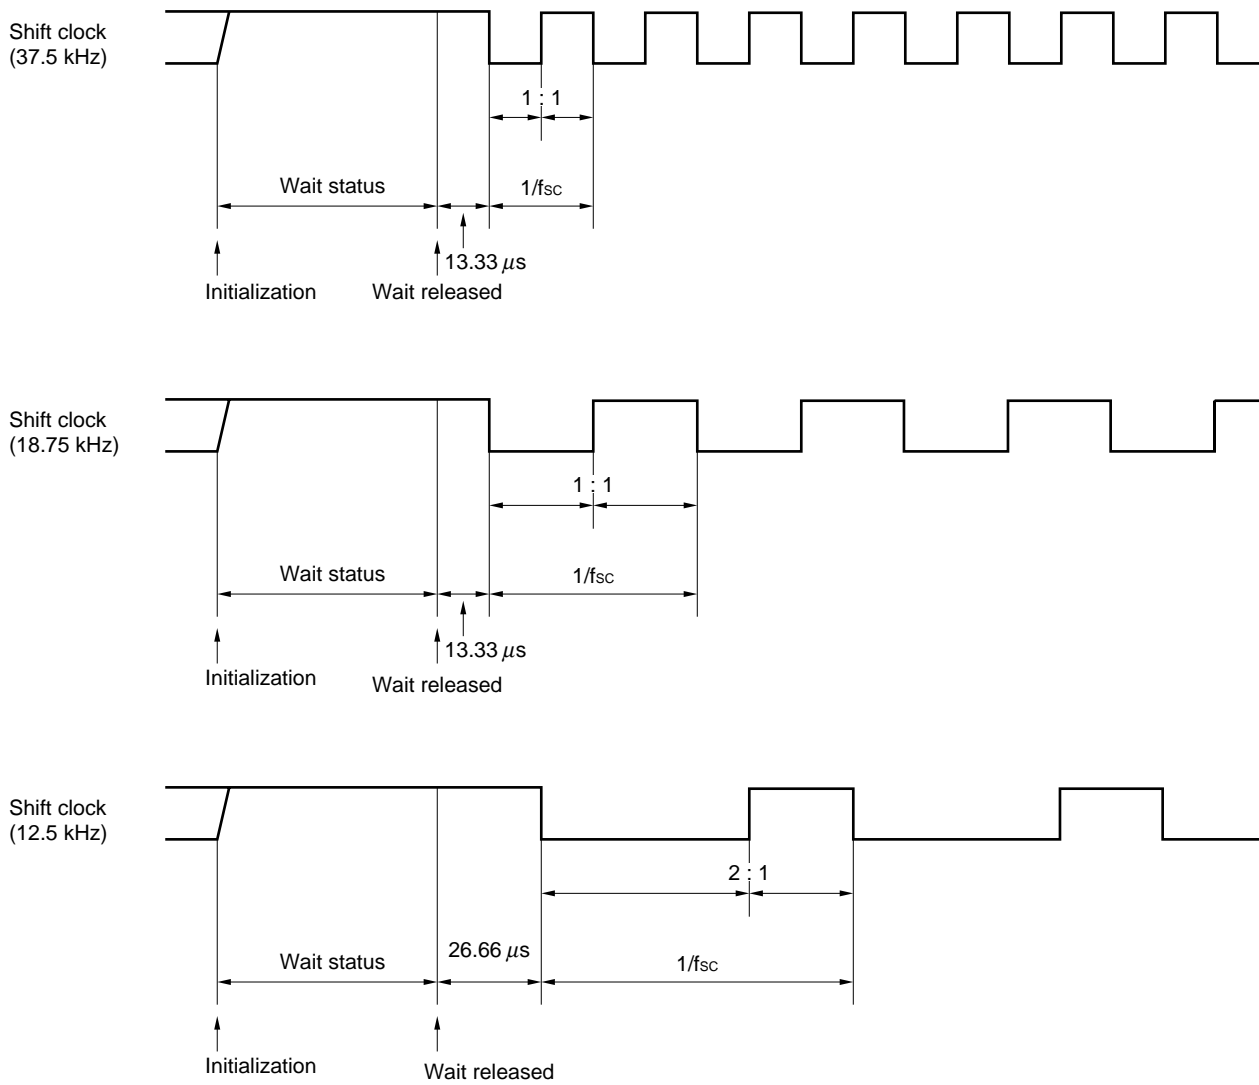 Shift clock
(37.5 kHz)
1 : 1
Wait status
1/fSC
13.33 μs
Initialization
Wait released
Shift clock
(18.75 kHz)
1 : 1
Wait status
1/fSC
13.33 μs
Initialization
Wait released
Shift clock
(12.5 kHz)
2 : 1
26.66 μs
Wait status
1/fSC
Initialization
Wait released